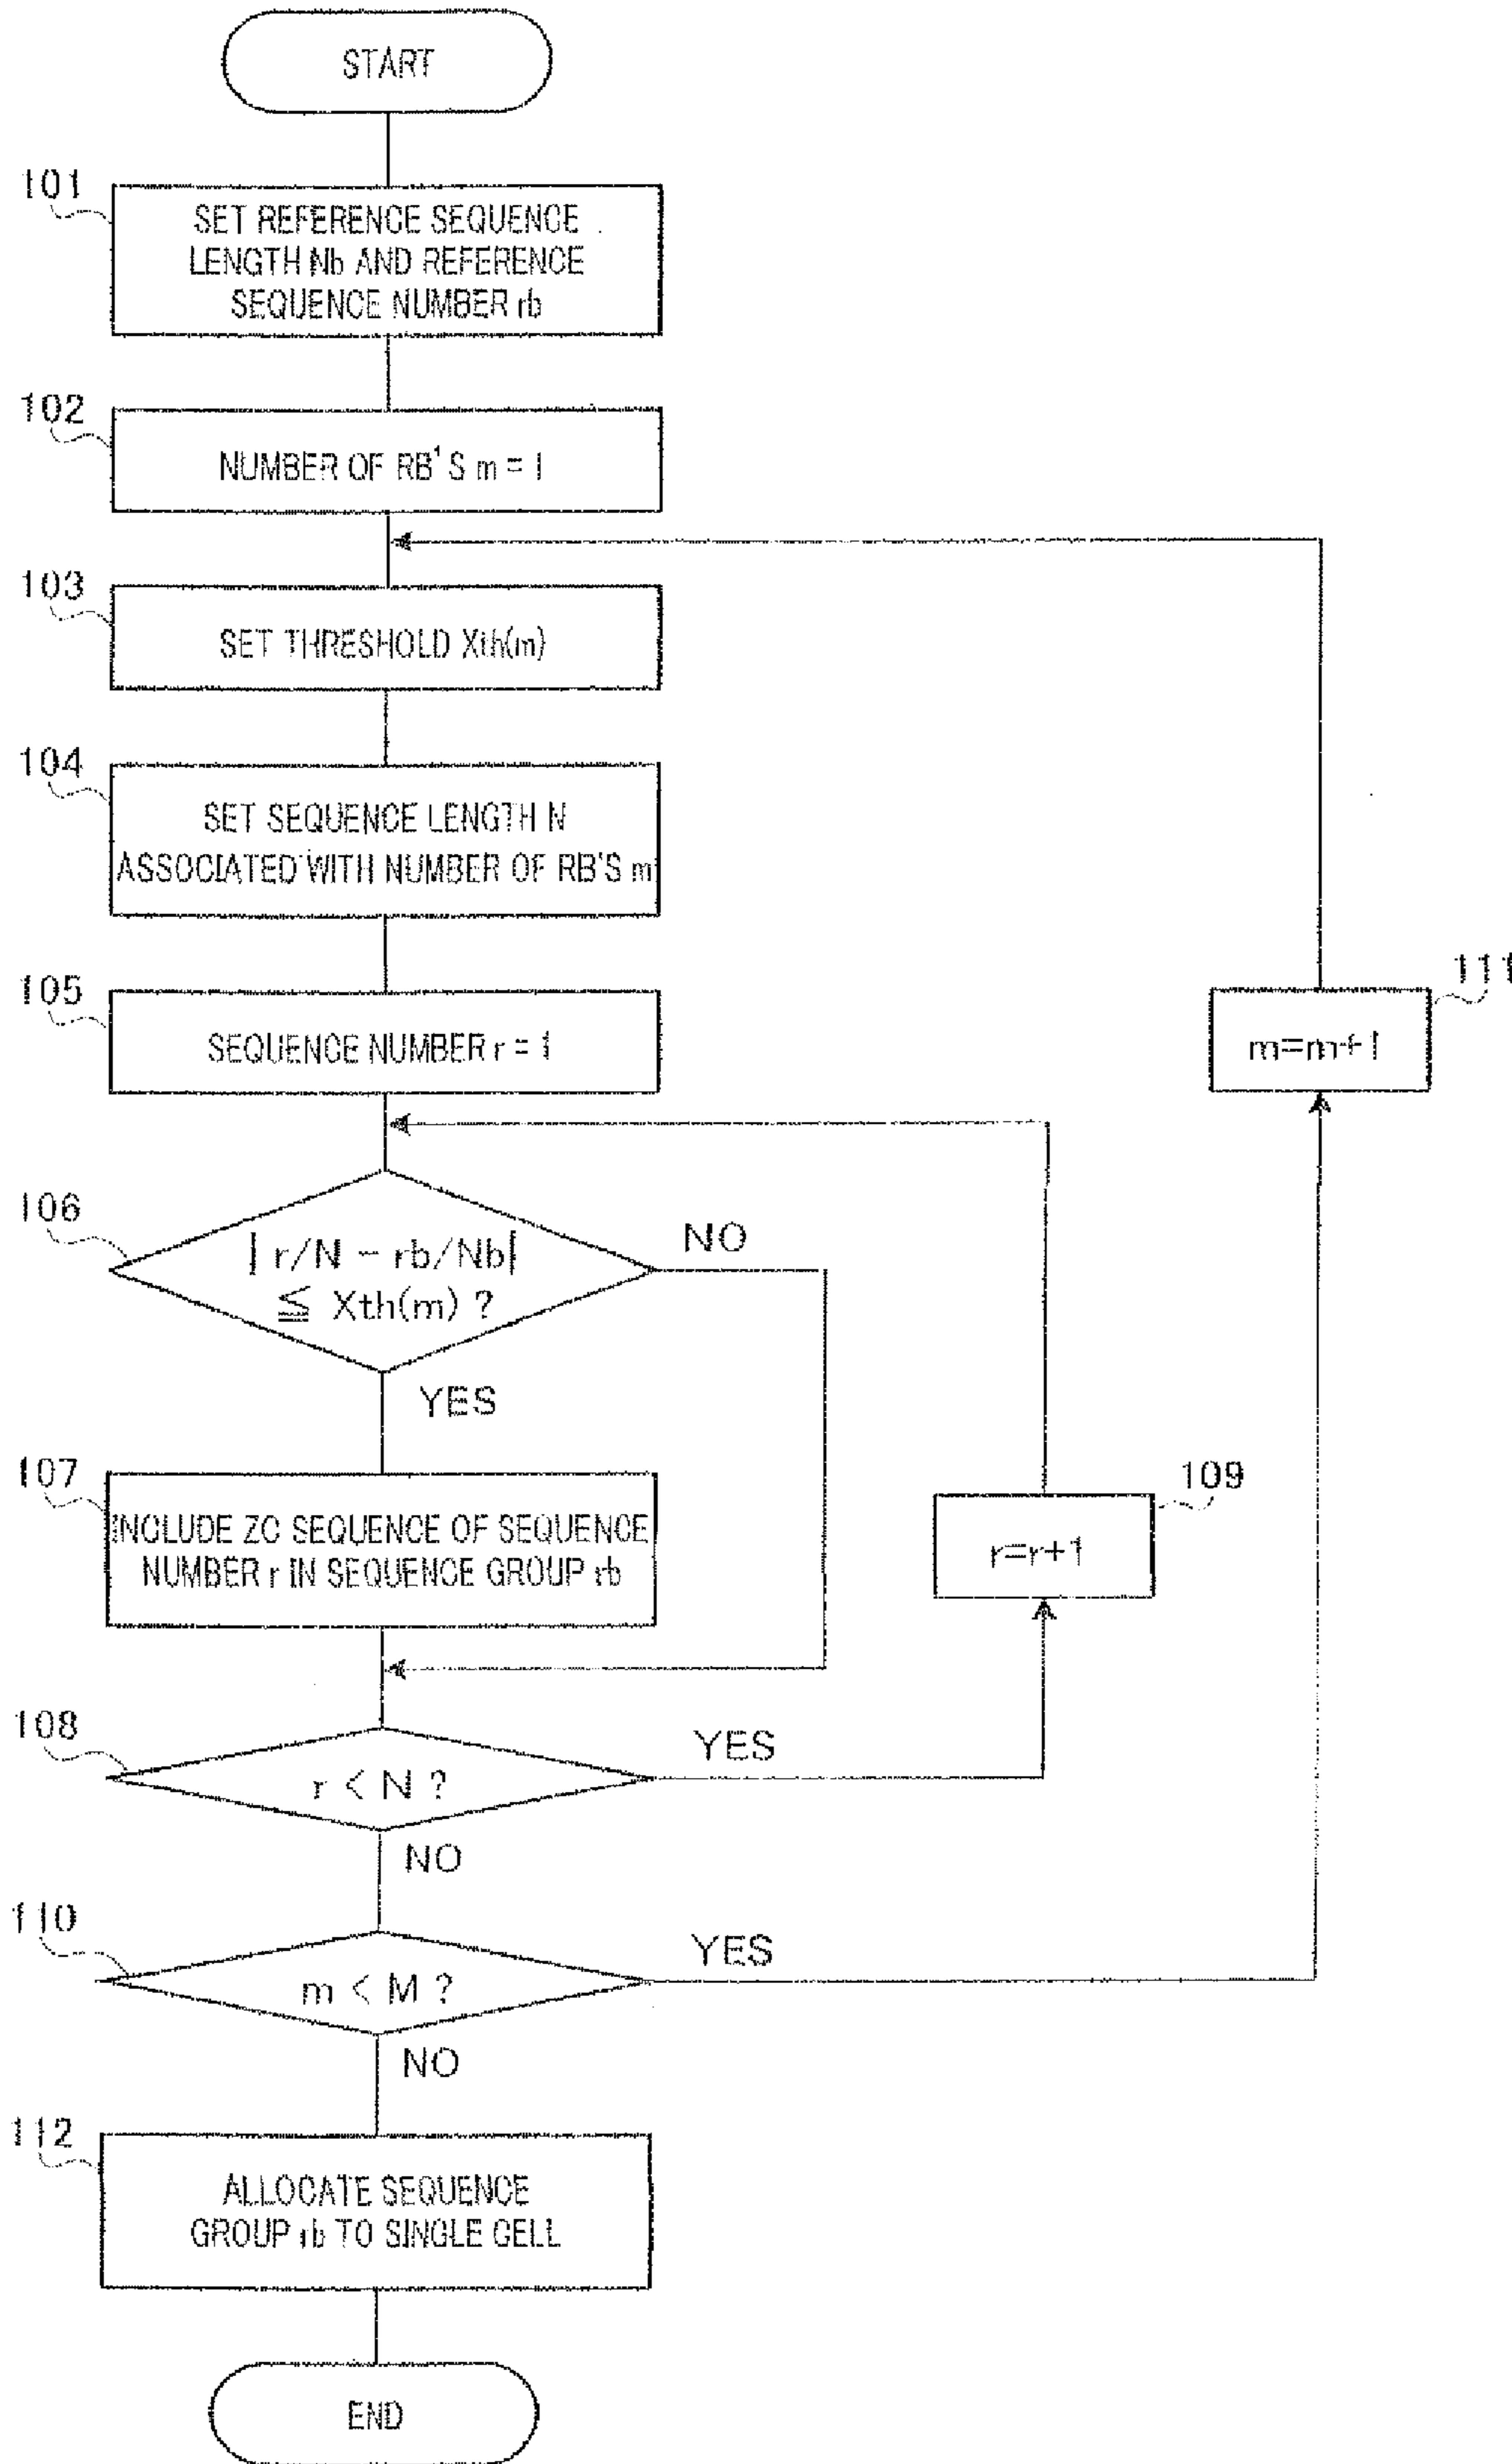 START
101
SET REFERENCE SEQUENCE
LENGTH Nb AND REFERENCE
SEQUENCE NUMBER rb
102
NUMBER OF RB'S m = 1
103
SET THRESHOLD Xth(m)
104
SET SEQUENCE LENGTH N
ASSOCIATED WITH NUMBER OF RB'S m
105
SEQUENCE NUMBER r = 1
111
m=m+1
106
| r/N - rb/Nb|
≦ Xth(m) ?
NO
YES
107
INCLUDE ZC SEQUENCE OF SEQUENCE
NUMBER r IN SEQUENCE GROUP rb
109
r=r+1
108
r < N ?
YES
NO
110
m < M ?
YES
NO
112
ALLOCATE SEQUENCE
GROUP rb TO SINGLE CELL
END